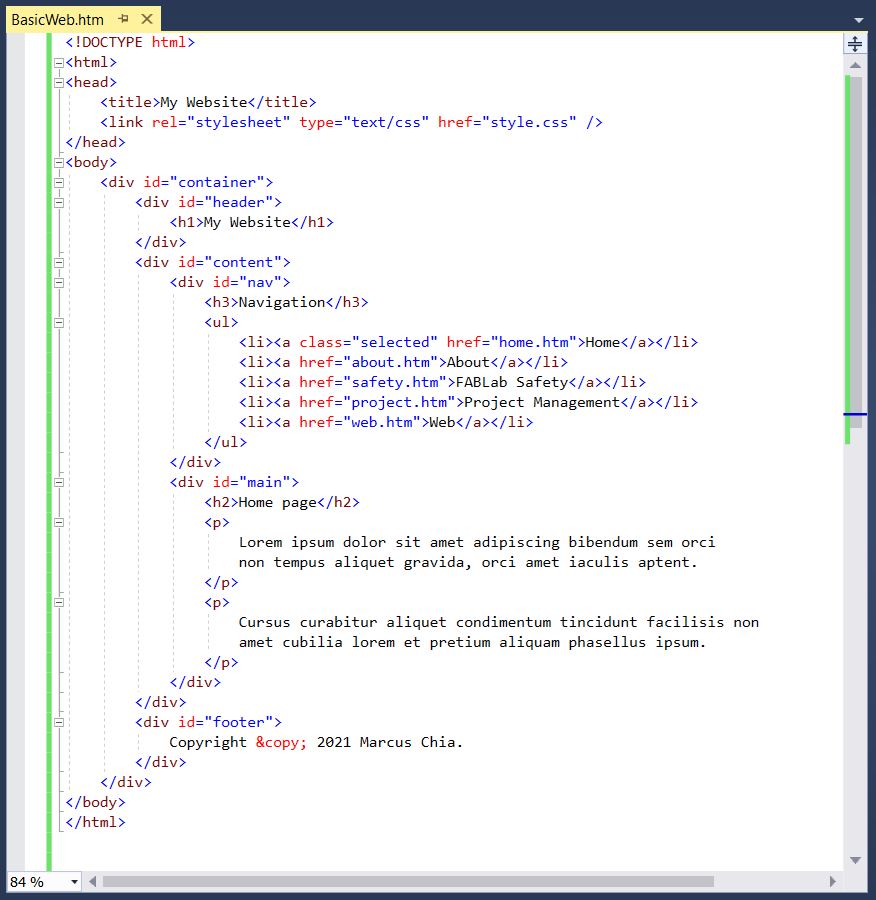 BasicWeb.htm
<!DOCTYPE html>
<html>
<head>
    <title>My Website</title>
    <link rel="stylesheet" type="text/css" href="style.css" />
</head>
<body>
    <div id="container">
        <div id="header">
            <h1>My Website</h1>
        </div>
        <div id="content">
            <div id="nav">
                <h3>Navigation</h3>
                <ul>
                    <li><a class="selected" href="home.htm">Home</a></li>
                    <li><a href="about.htm">About</a></li>
                    <li><a href="safety.htm">FABLab Safety</a></li>
                    <li><a href="project.htm">Project Management</a></li>
                    <li><a href="web.htm">Web</a></li>
                </ul>
            </div>
            <div id="main">
                <h2>Home page</h2>
                <p>
                    Lorem ipsum dolor sit amet adipiscing bibendum sem orci
                    non tempus aliquet gravida, orci amet iaculis aptent.
                </p>
                <p>
                    Cursus curabitur aliquet condimentum tincidunt facilisis non
                    amet cubilia lorem et pretium aliquam phasellus ipsum.
                </p>
            </div>
        </div>
        <div id="footer">
            Copyright &copy; 2021 Marcus Chia.
        </div>
    </div>
</body>
</html>
84 %